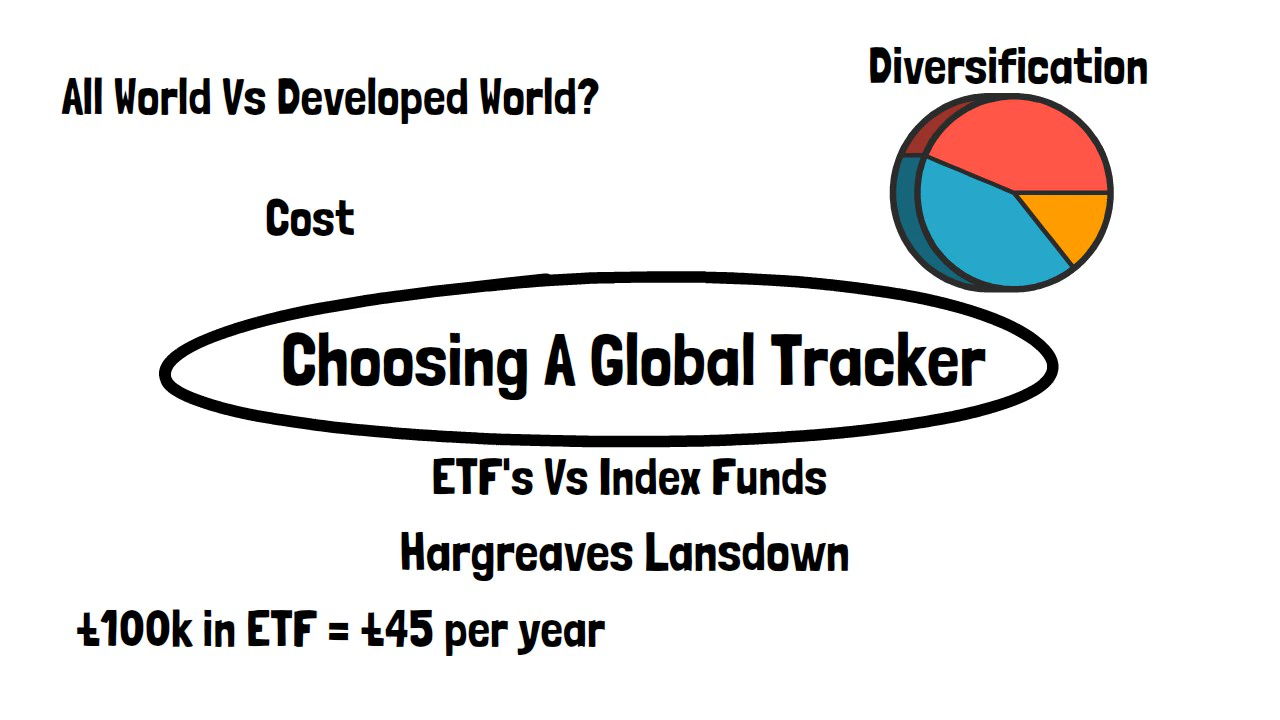 Diversification
All World Vs Developed World?
Cost
Choosing A Global Tracker
ETF's Vs Index Funds
Hargreaves Lansdown
£100k in ETF = £45 per year